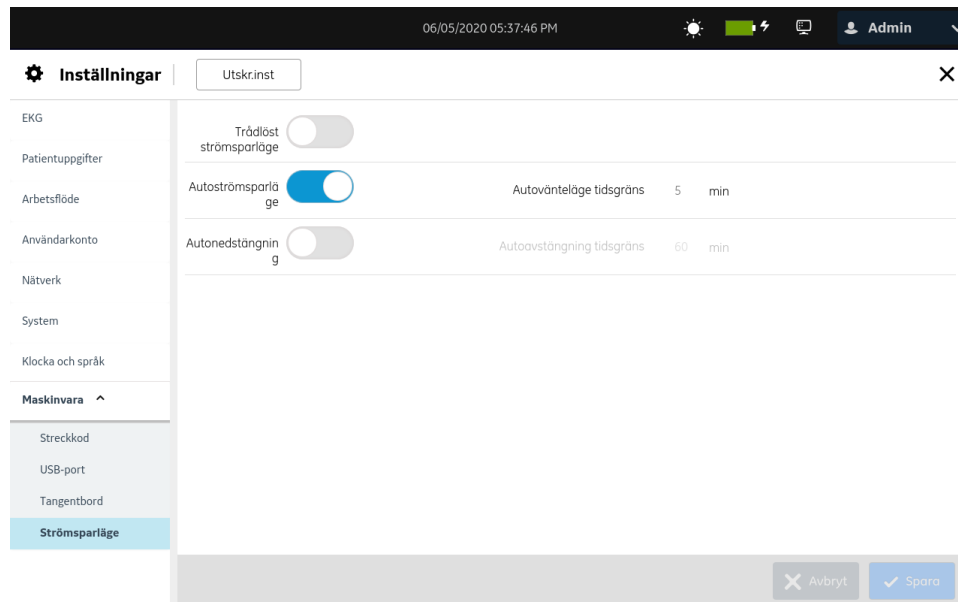 06/05/2020 05:37:46 PM
Admin
Inställningar
Utskr.inst
EKG
Patientuppgifter
Arbetsflöde
Användarkonto
Nätverk
System
Klocka och språk
Maskinvara
Streckkod
USB-port
Tangentbord
Strömsparläge
Trådlöst
strömsparläge
Autoströmsparlä
ge
Autovänteläge tidsgräns 5 min
Autonedstängnin
g
Autoavstängning tidsgräns 60 min
Avbryt
Spara